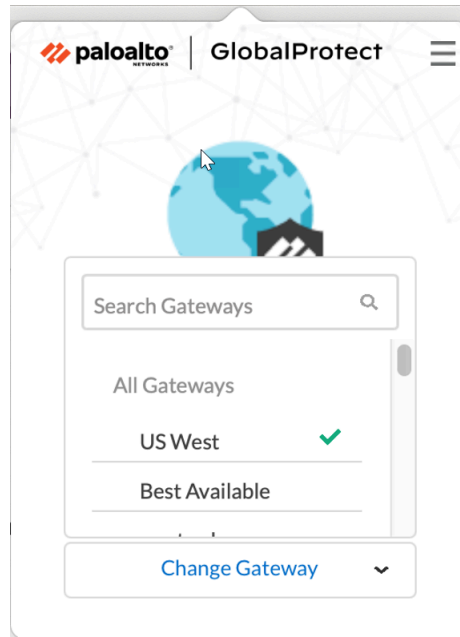 paloalto® | GlobalProtect
NETWORKS
Search Gateways
All Gateways
US West
Best Available
Change Gateway